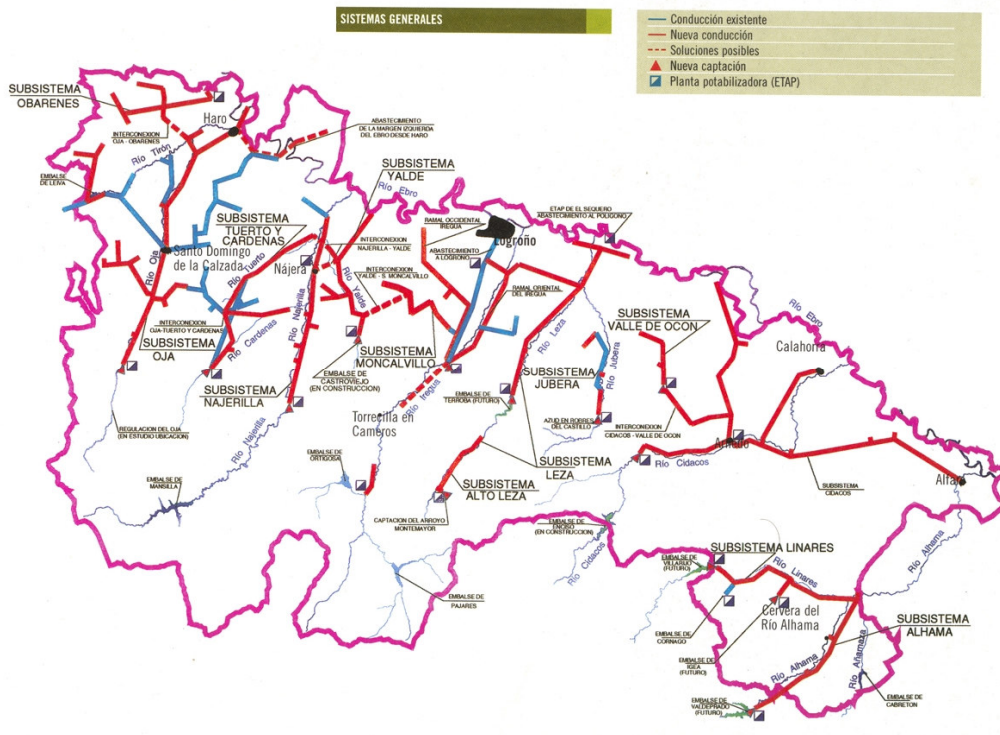 SISTEMAS GENERALES
Conducción existente
Nueva conducción
Soluciones posibles
Nueva captación
Planta potabilizadora (ETAP)
SUBSISTEMA
OBARENES
Haro
INTERCONEXION
OJA - OBARENES
ABASTECIMIENTO
DE LA MARGEN IZQUIERDA
DEL EBRO DESDE HARO
Río Tirón
EMBALSE
DE LEIVA
SUBSISTEMA
YALDE
Río Ebro
SUBSISTEMA
TUERTO Y
CARDENAS
RAMAL OCCIDENTAL
IREGUA
ETAP DE EL SEQUERO
ABASTECIMIENTO AL POLIGONO
Logroño
INTERCONEXION
NAJERILLA - YALDE
ABASTECIMIENTO
A LOGROÑO
Santo Domingo
de la Calzada
Río Oja
Río Tuerto
Nájera
Río Yalde
INTERCONEXION
YALDE - S. MONCALVILLO
RAMAL ORIENTAL
DEL IREGUA
Río Najerilla
Río Ebro
INTERCONEXION
OJA-TUERTO Y CARDENAS
SUBSISTEMA
OJA
Río Cardenas
SUBSISTEMA
VALLE DE OCON
Río Leza
Río Jubera
Calahorra
SUBSISTEMA
MONCALVILLO
EMBALSE DE
CASTROVIEJO
(EN CONSTRUCCION)
SUBSISTEMA
JUBERA
SUBSISTEMA
NAJERILLA
Río Iregua
EMBALSE DE
TERROBA (FUTURO)
Torrecilla en
Cameros
AZUD EN ROBRES
DEL CASTILLO
INTERCONEXION
CIDACOS - VALLE DE OCON
REGULACION DEL OJA
(EN ESTUDIO UBICACION)
Río Najerilla
Arnedo
EMBALSE DE
ORTIGOSA
SUBSISTEMA
LEZA
Río Cidacos
EMBALSE DE
MANSILLA
SUBSISTEMA
ALTO LEZA
SUBSISTEMA
CIDACOS
Alfaro
CAPTACION DEL ARROYO
MONTEMAYOR
EMBALSE DE
ENCISO
(EN CONSTRUCCION)
Río Cidacos
Río Alhama
SUBSISTEMA LINARES
EMBALSE DE
VILLARIJO
(FUTURO)
Río Linares
EMBALSE DE
PAJARES
Cervera del
Río Alhama
SUBSISTEMA
ALHAMA
EMBALSE DE
CORNAGO
EMBALSE DE
IGEA
(FUTURO)
Río Alhama
Río Añamaza
EMBALSE DE
VALDEPRADO
(FUTURO)
EMBALSE DE
CABRETON